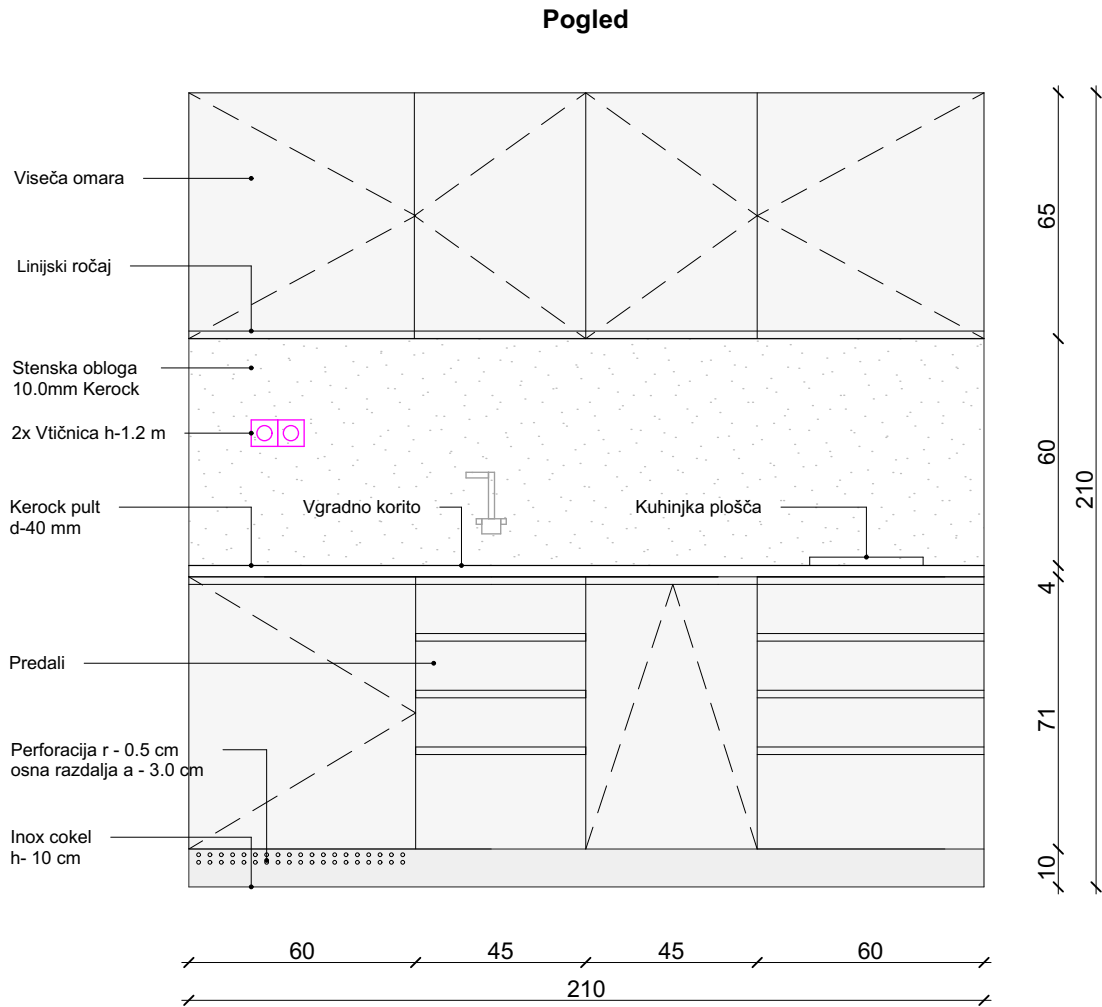 Pogled
Viseča omara
Linijski ročaj
Stenska obloga
10.0mm Kerock
2x Vtičnica h-1.2 m
Kerock pult
d-40 mm
Vgradno korito
Kuhinjka plošča
Predali
Perforacija r - 0.5 cm
osna razdalja a - 3.0 cm
Inox cokel
h- 10 cm
65
60
210
4
71
10
60
45
45
60
210